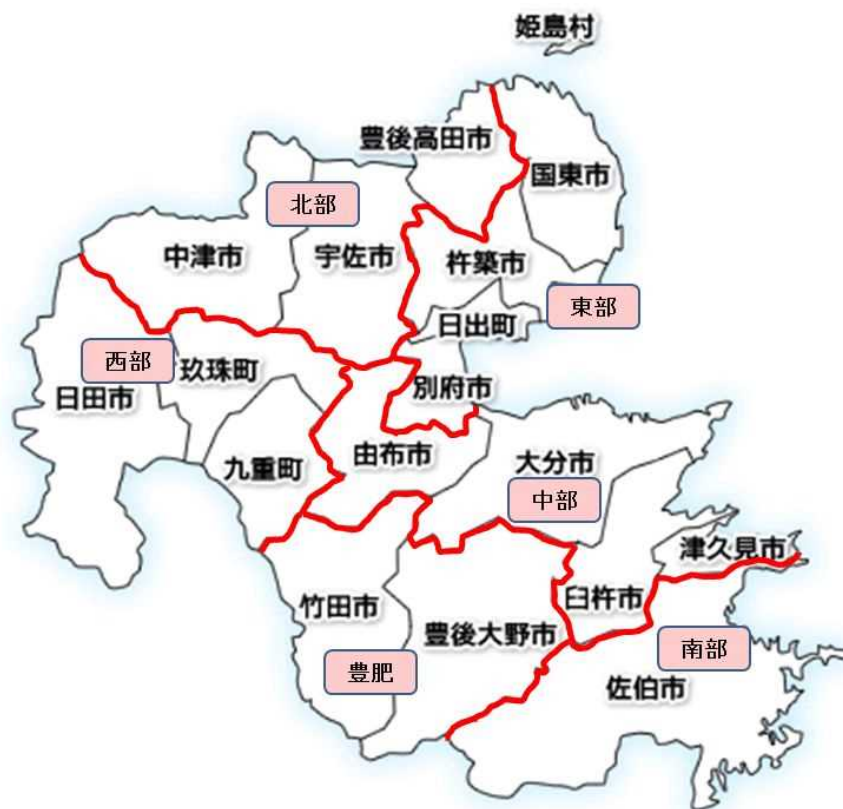 姫島村
豊後高田市
国東市
北部
中津市
宇佐市
杵築市
東部
日出町
西部
玖珠町
日田市
別府市
九重町
由布市
大分市
中部
津久見市
竹田市
臼杵市
豊後大野市
南部
豊肥
佐伯市